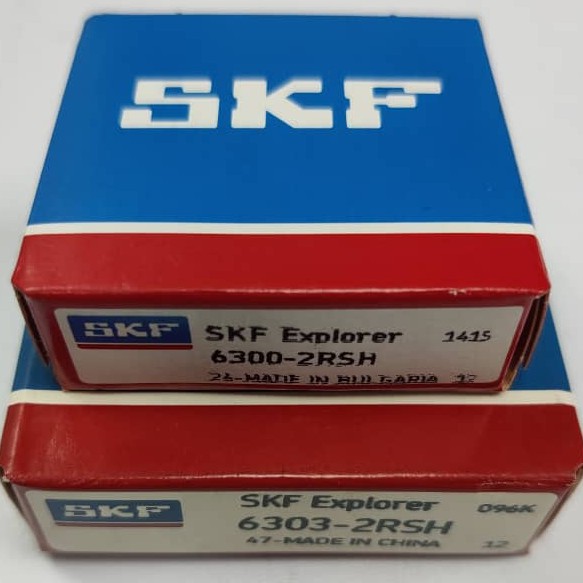 SKF
SKF
SKF Explorer 1415
6300-2RSH
26-MADE IN BULGARIA 12
SKF
SKF Explorer 096K
6303-2RSH
47-MADE IN CHINA 12